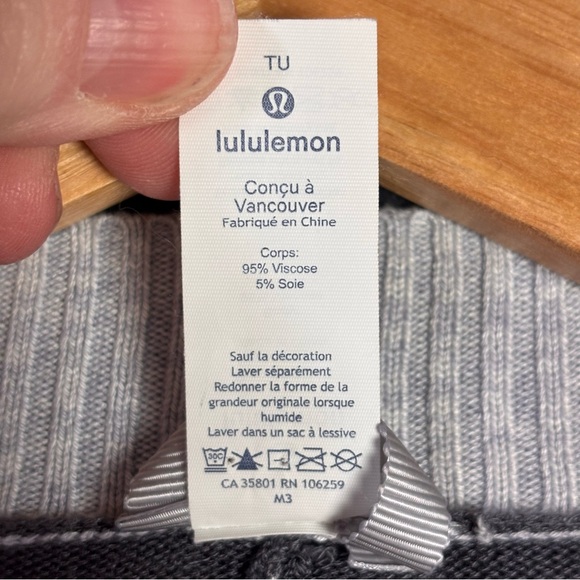 TU
lululemon
Conçu à
Vancouver
Fabriqué en Chine
Corps:
95% Viscose
5% Soie
Sauf la décoration
Laver séparément
Redonner la forme de la
grandeur originale lorsque
humide
Laver dans un sac à lessive
30C
CA 35801 RN 106259
M3